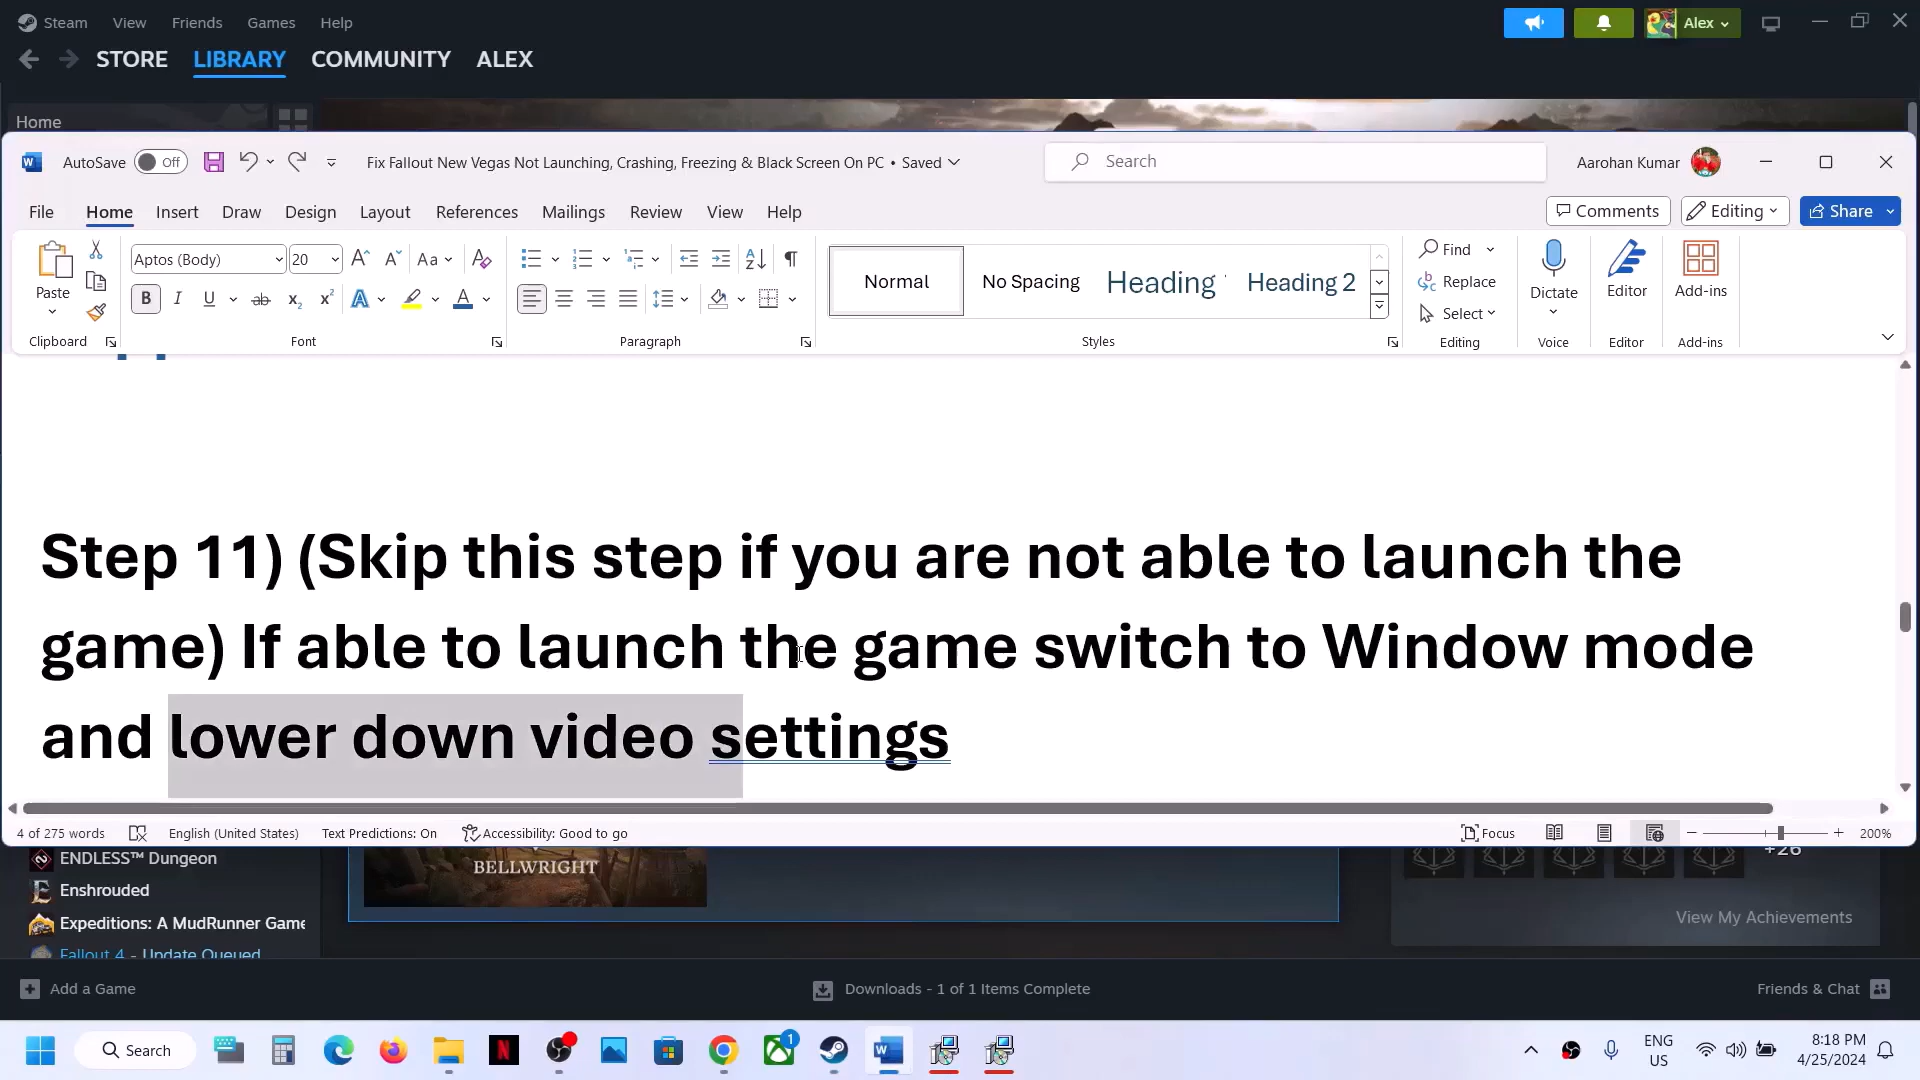 Steam View Friends Games Help
Alex
STORE LIBRARY COMMUNITY ALEX
Home
AutoSave Off
Fix Fallout New Vegas Not Launching, Crashing, Freezing & Black Screen On PC • Saved
Search
Aarohan Kumar
File Home Insert Draw Design Layout References Mailings Review View Help
Comments Editing Share
Paste
Aptos (Body) 20
Normal No Spacing Heading Heading 2
Find
Replace
Select
Dictate Editor Add-ins
Clipboard Font Paragraph Styles Editing Voice Editor Add-ins
Step 11) (Skip this step if you are not able to launch the
game) If able to launch the game switch to Window mode
and lower down video settings
4 of 275 words English (United States) Text Predictions: On Accessibility: Good to go Focus 200%
ENDLESS™ Dungeon
BELLWRIGHT
+26
Enshrouded
Expeditions: A MudRunner Game
View My Achievements
Fallout 4 - Update Queued
Add a Game
Downloads - 1 of 1 Items Complete
Friends & Chat
Search
1
ENG
US
8:18 PM
4/25/2024